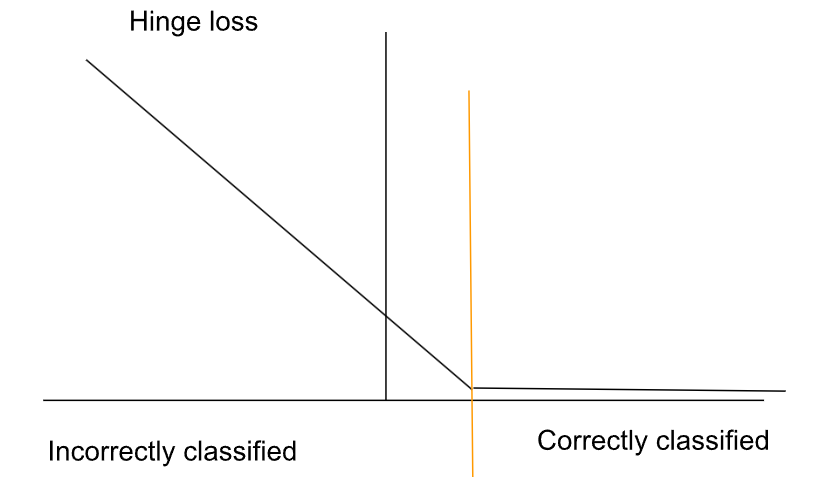 Hinge loss
Incorrectly classified
Correctly classified